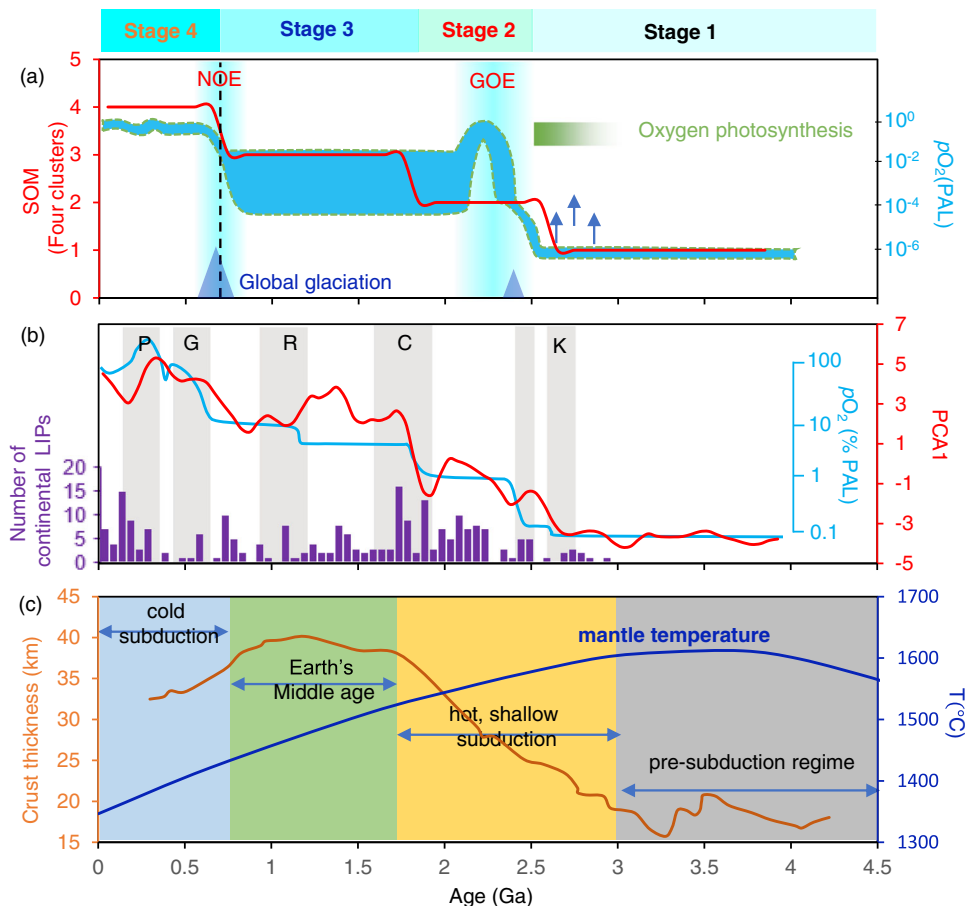 Stage 4
Stage 3
Stage 2
Stage 1
(a)
5
4
3
2
1
0
SOM
(Four clusters)
NOE
GOE
Oxygen photosynthesis
Global glaciation
10^0
10^-2
10^-4
10^-6
pO2(PAL)
(b)
P
G
R
C
K
20
15
10
5
0
Number of
continental LIPs
100
10
1
0.1
pO2 (% PAL)
7
5
3
1
-1
-3
-5
PCA1
(c)
45
40
35
30
25
20
15
Crust thickness (km)
cold
subduction
Earth's
Middle age
hot, shallow
subduction
mantle temperature
pre-subduction regime
1700
1600
1500
1400
1300
T(°C)
0
0.5
1
1.5
2
2.5
3
3.5
4
4.5
Age (Ga)